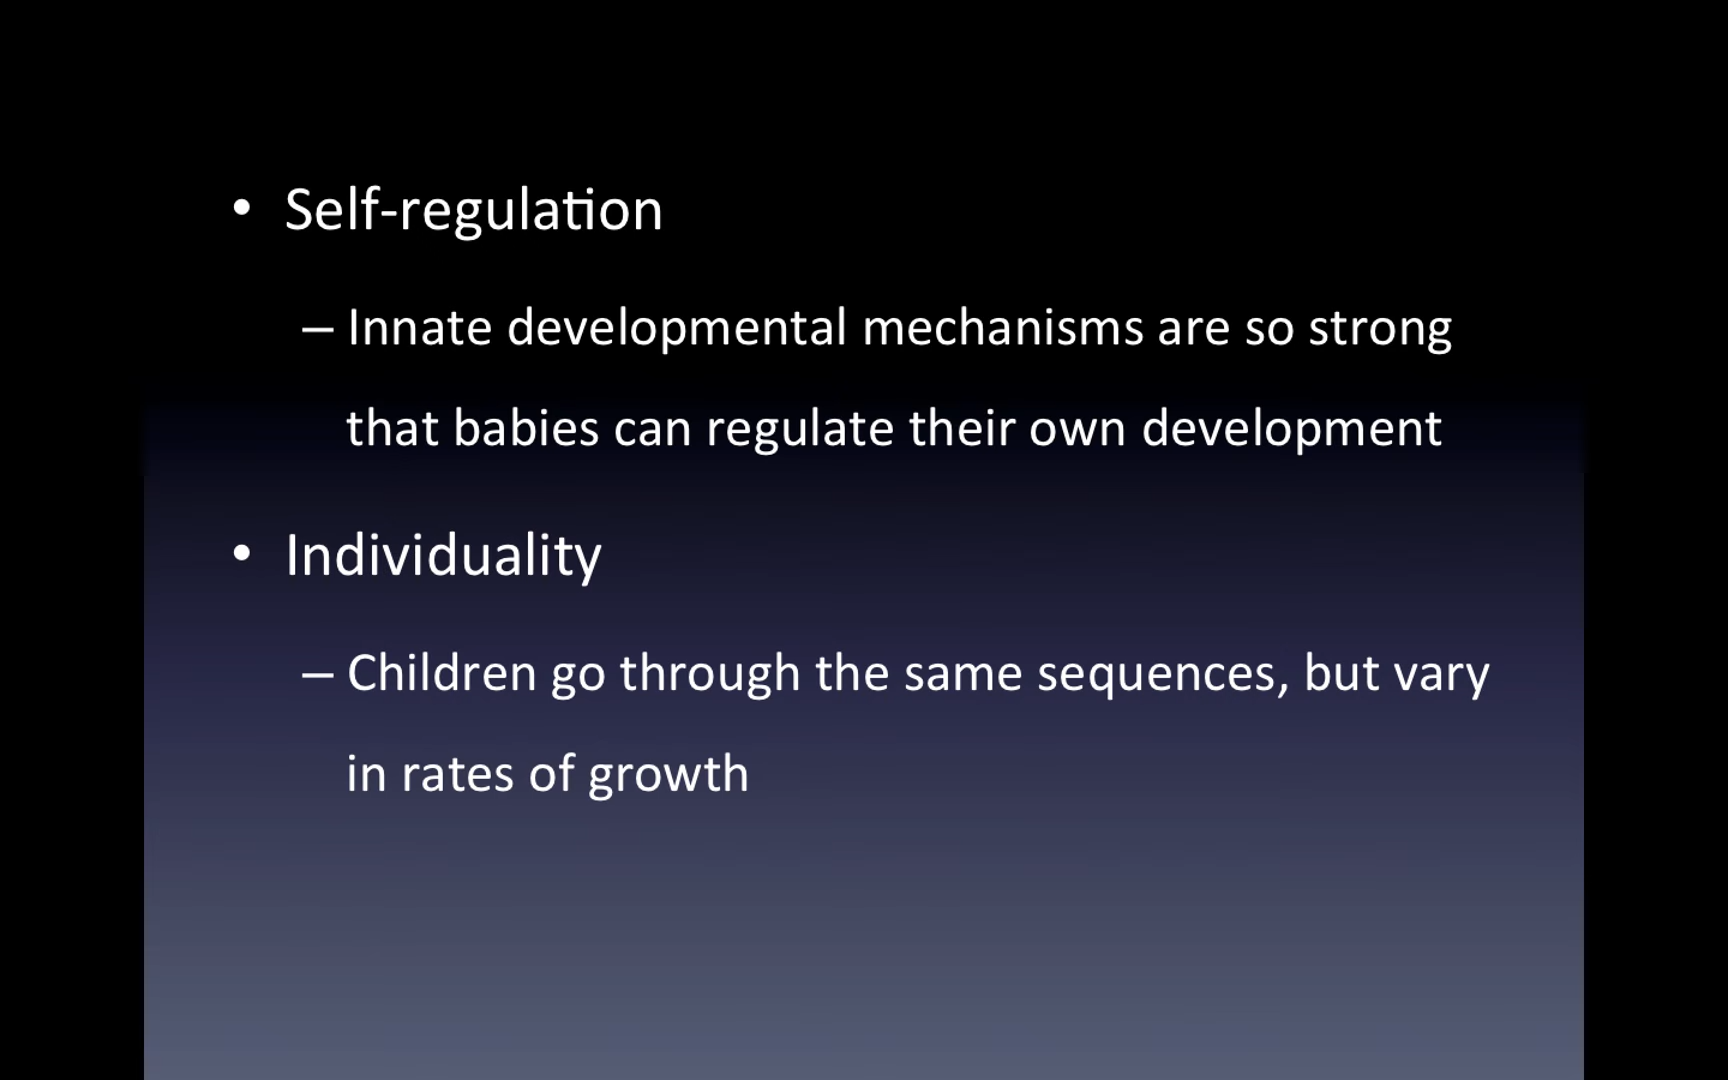 • Self-regulation
– Innate developmental mechanisms are so strong
that babies can regulate their own development
• Individuality
– Children go through the same sequences, but vary
in rates of growth